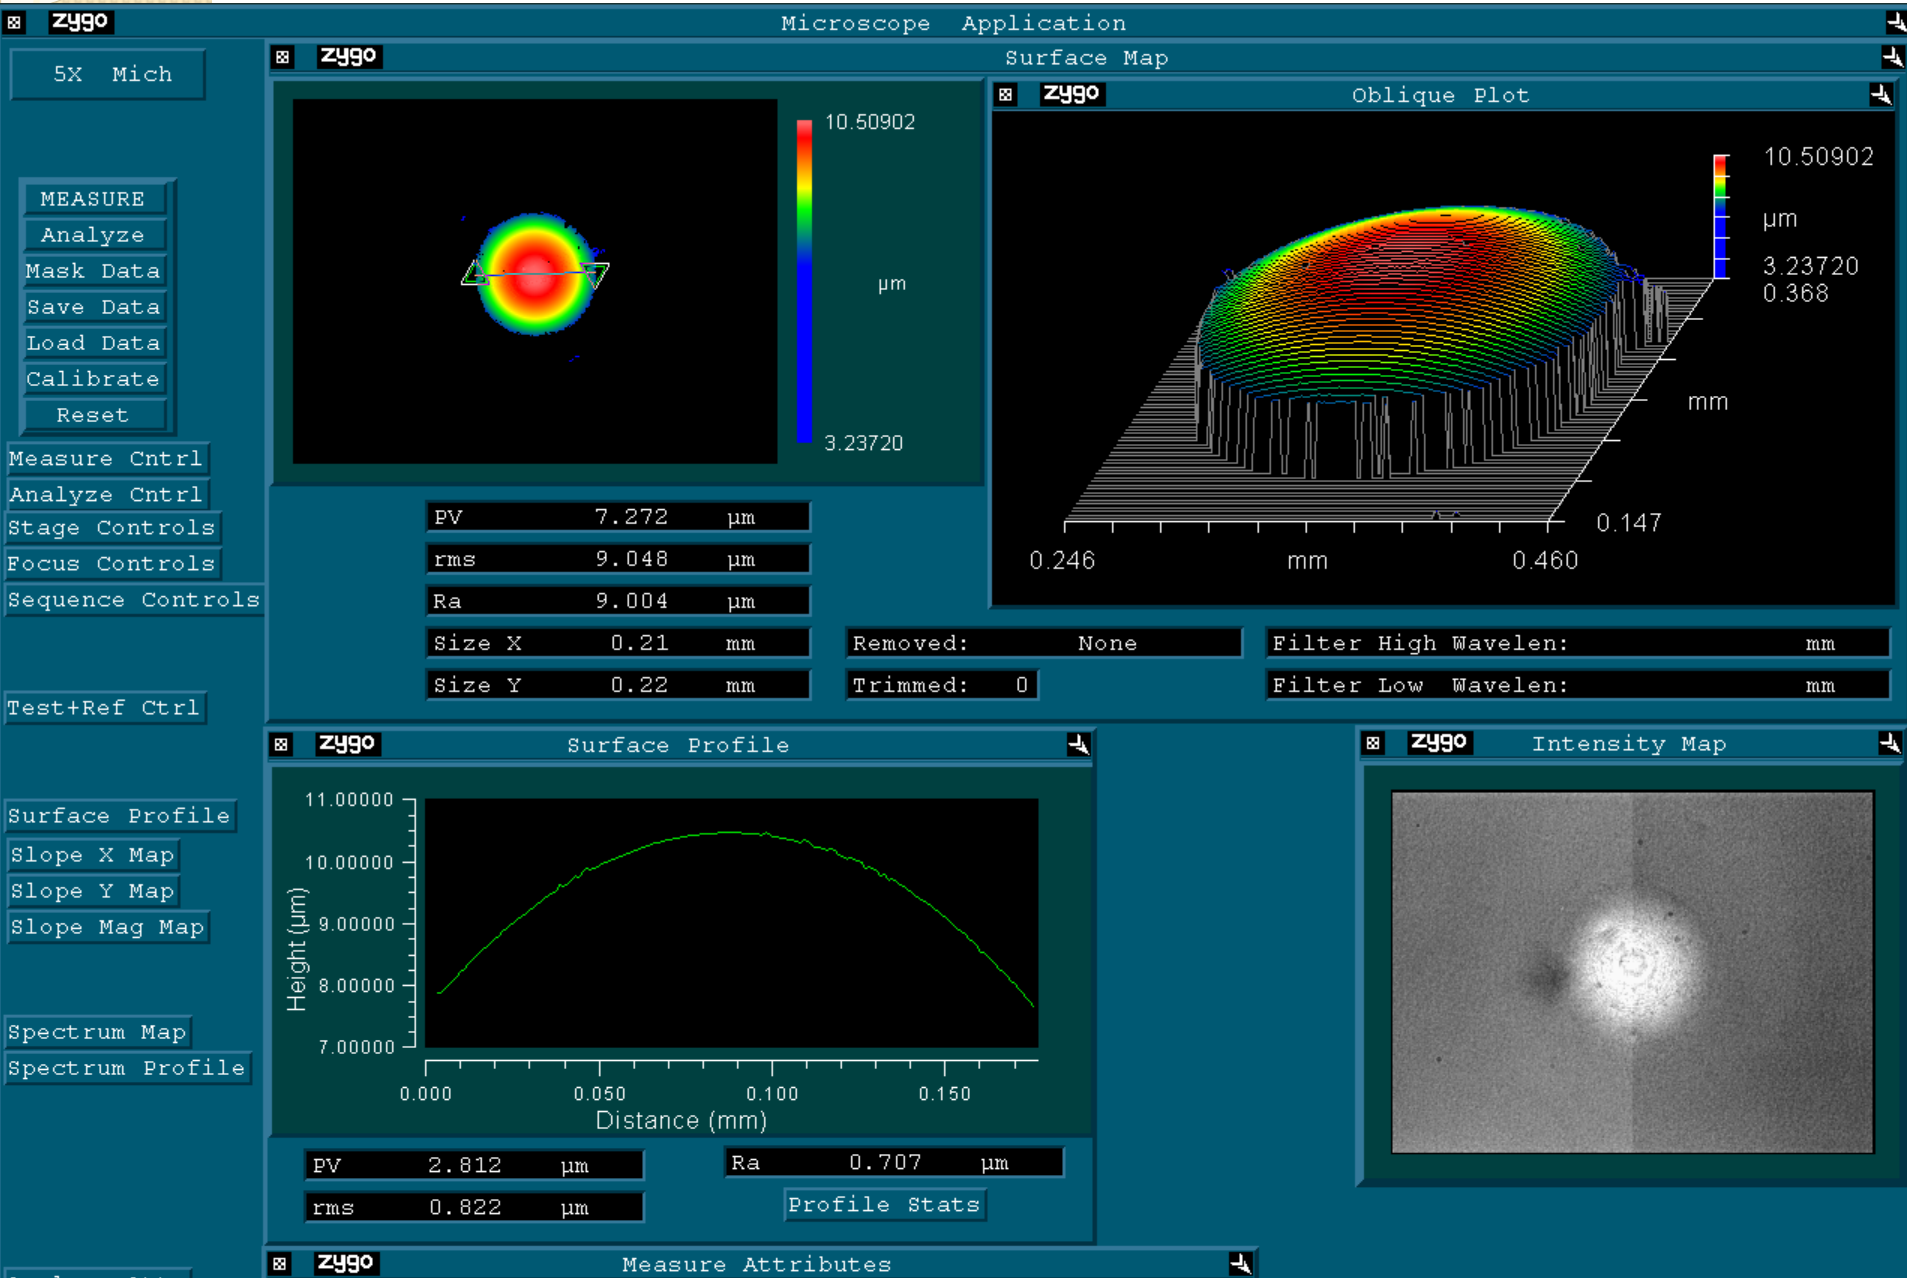 zygo Microscope Application
5X Mich
MEASURE
Analyze
Mask Data
Save Data
Load Data
Calibrate
Reset
Measure Cntrl
Analyze Cntrl
Stage Controls
Focus Controls
Sequence Controls
Test+Ref Ctrl
Surface Profile
Slope X Map
Slope Y Map
Slope Mag Map
Spectrum Map
Spectrum Profile
zygo Surface Map
10.50902
µm
3.23720
zygo Oblique Plot
10.50902
µm
3.23720
0.368
mm
0.147
0.246 mm 0.460
PV 7.272 µm
rms 9.048 µm
Ra 9.004 µm
Size X 0.21 mm
Size Y 0.22 mm
Removed: None
Trimmed: 0
Filter High Wavelen: mm
Filter Low Wavelen: mm
zygo Surface Profile
Height (µm)
11.00000
10.00000
9.00000
8.00000
7.00000
0.000 0.050 0.100 0.150
Distance (mm)
PV 2.812 µm
rms 0.822 µm
Ra 0.707 µm
Profile Stats
zygo Intensity Map
zygo Measure Attributes